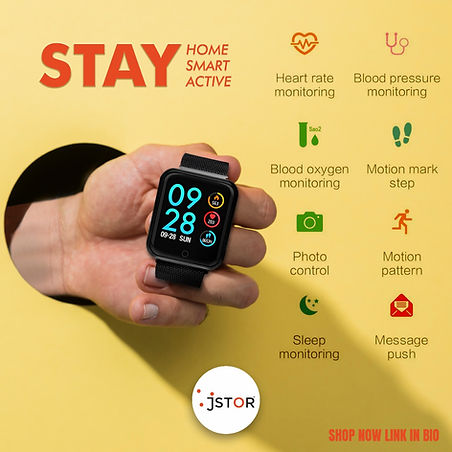 STAY
HOME
SMART
ACTIVE
Heart rate
monitoring
Blood pressure
monitoring
Sao2
Blood oxygen
monitoring
Motion mark
step
Photo
control
Motion
pattern
Sleep
monitoring
Message
push
09
28
09-28 SUN
jSTOR
SHOP NOW LINK IN BIO